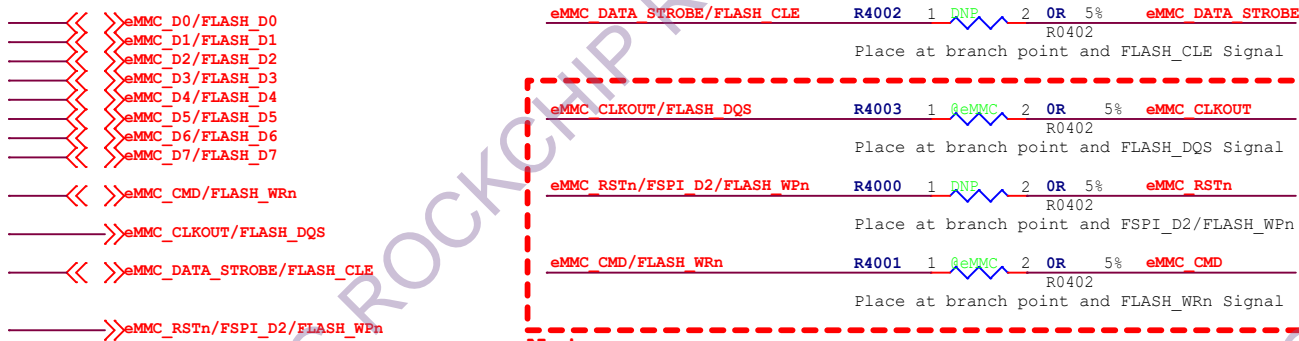 eMMC_D0/FLASH_D0
eMMC_D1/FLASH_D1
eMMC_D2/FLASH_D2
eMMC_D3/FLASH_D3
eMMC_D4/FLASH_D4
eMMC_D5/FLASH_D5
eMMC_D6/FLASH_D6
eMMC_D7/FLASH_D7
eMMC_CMD/FLASH_WRn
eMMC_CLKOUT/FLASH_DQS
eMMC_DATA_STROBE/FLASH_CLE
eMMC_RSTn/FSPI_D2/FLASH_WPn
eMMC_DATA_STROBE/FLASH_CLE R4002 1 DNP 2 0R 5% eMMC_DATA_STROBE
R0402
Place at branch point and FLASH_CLE Signal
eMMC_CLKOUT/FLASH_DQS R4003 1 @eMMC 2 0R 5% eMMC_CLKOUT
R0402
Place at branch point and FLASH_DQS Signal
eMMC_RSTn/FSPI_D2/FLASH_WPn R4000 1 DNP 2 0R 5% eMMC_RSTn
R0402
Place at branch point and FSPI_D2/FLASH_WPn
eMMC_CMD/FLASH_WRn R4001 1 @eMMC 2 0R 5% eMMC_CMD
R0402
Place at branch point and FLASH_WRn Signal
ROCKCHIP